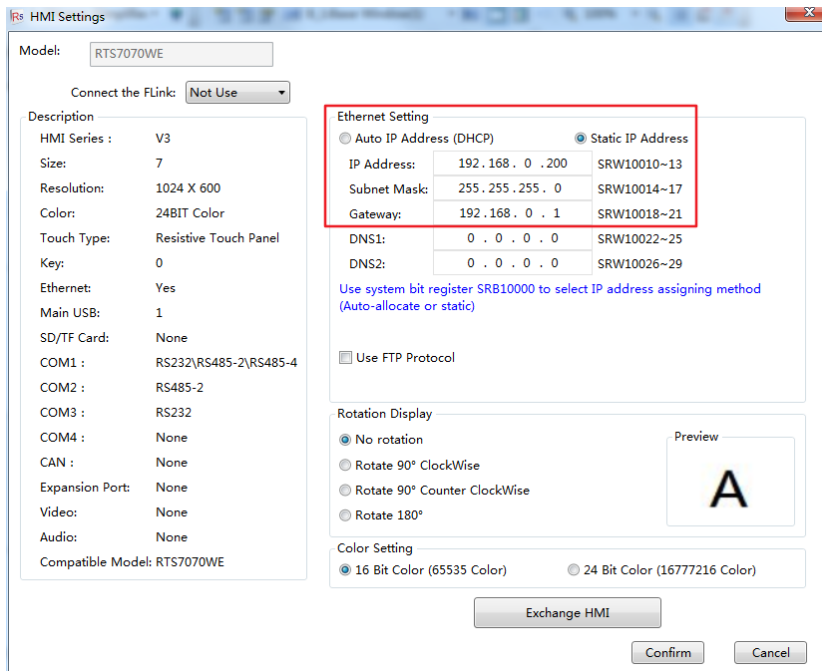 HMI Settings
Model: RTS7070WE
Connect the FLink: Not Use
Description
HMI Series : V3
Size: 7
Resolution: 1024 X 600
Color: 24BIT Color
Touch Type: Resistive Touch Panel
Key: 0
Ethernet: Yes
Main USB: 1
SD/TF Card: None
COM1 : RS232\RS485-2\RS485-4
COM2 : RS485-2
COM3 : RS232
COM4 : None
CAN : None
Expansion Port: None
Video: None
Audio: None
Compatible Model: RTS7070WE
Ethernet Setting
Auto IP Address (DHCP) Static IP Address
IP Address: 192.168. 0 .200 SRW10010~13
Subnet Mask: 255.255.255. 0 SRW10014~17
Gateway: 192.168. 0 . 1 SRW10018~21
DNS1: 0 . 0 . 0 . 0 SRW10022~25
DNS2: 0 . 0 . 0 . 0 SRW10026~29
Use system bit register SRB10000 to select IP address assigning method
(Auto-allocate or static)
Use FTP Protocol
Rotation Display
No rotation
Rotate 90° ClockWise
Rotate 90° Counter ClockWise
Rotate 180°
Preview
A
Color Setting
16 Bit Color (65535 Color) 24 Bit Color (16777216 Color)
Exchange HMI
Confirm Cancel